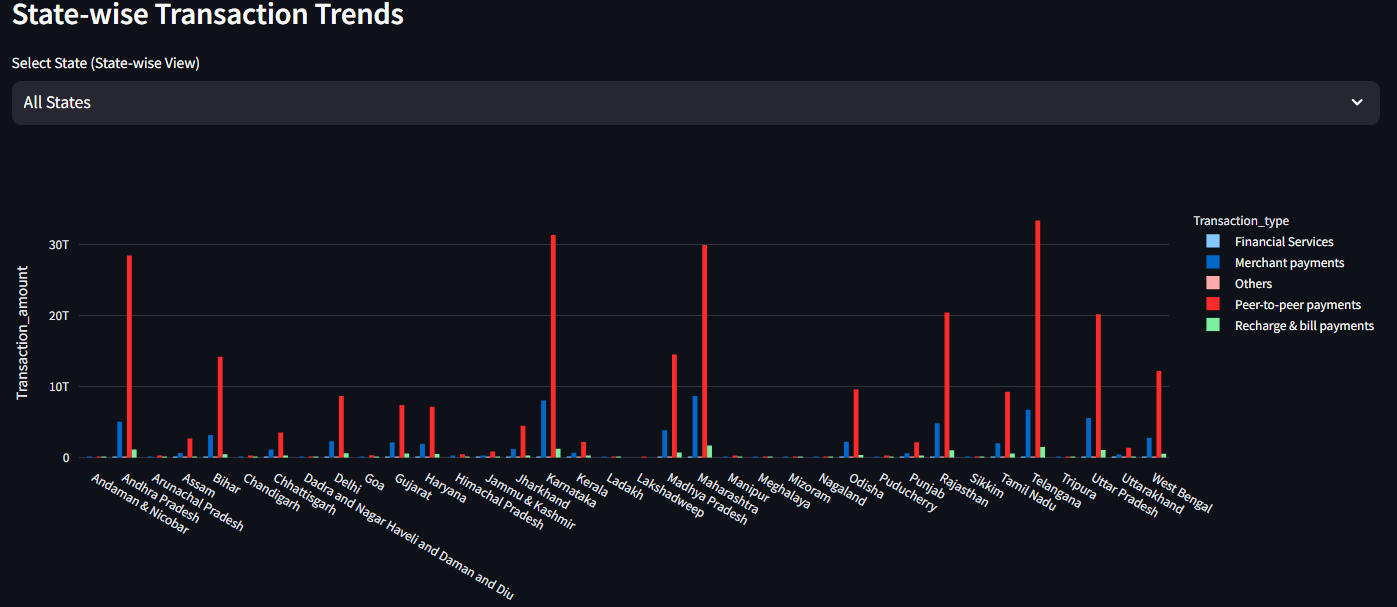 State-wise Transaction Trends
Select State (State-wise View)
All States
Transaction_type
Financial Services
Merchant payments
Others
Peer-to-peer payments
Recharge & bill payments
Transaction_amount
30T
20T
10T
0
Andaman & Nicobar
Andhra Pradesh
Arunachal Pradesh
Assam
Bihar
Chandigarh
Chhattisgarh
Dadra and Nagar Haveli and Daman and Diu
Delhi
Goa
Gujarat
Haryana
Himachal Pradesh
Jammu & Kashmir
Jharkhand
Karnataka
Kerala
Ladakh
Lakshadweep
Madhya Pradesh
Maharashtra
Manipur
Meghalaya
Mizoram
Nagaland
Odisha
Puducherry
Punjab
Rajasthan
Sikkim
Tamil Nadu
Telangana
Tripura
Uttar Pradesh
Uttarakhand
West Bengal